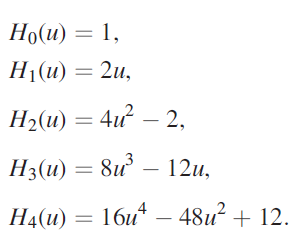 H₀(u) = 1,
H₁(u) = 2u,
H₂(u) = 4u² − 2,
H₃(u) = 8u³ − 12u,
H₄(u) = 16u⁴ − 48u² + 12.